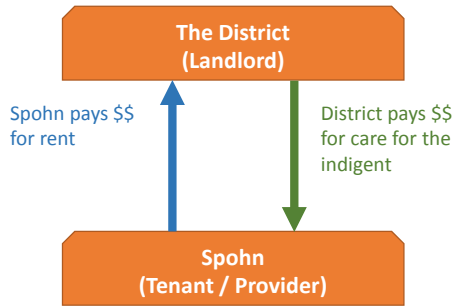 The District
(Landlord)
Spohn pays $$
for rent
District pays $$
for care for the
indigent
Spohn
(Tenant / Provider)